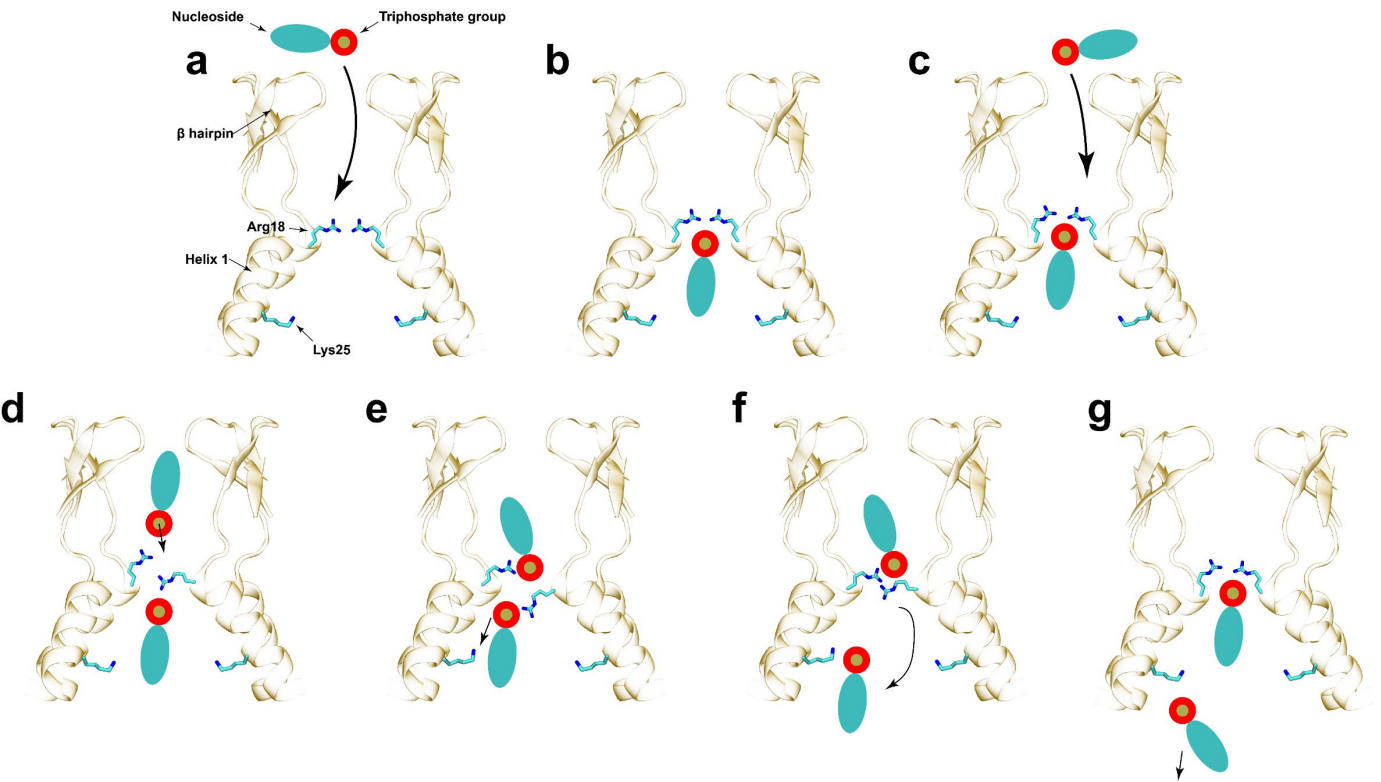 Nucleoside
Triphosphate group
a
b
c
β hairpin
Arg18
Helix 1
Lys25
d
e
f
g